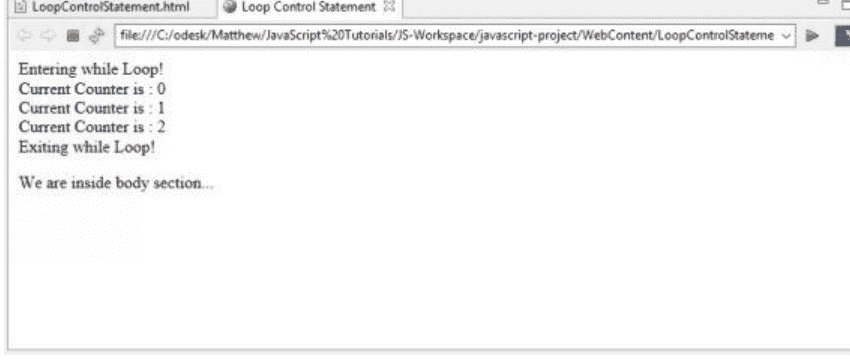 LoopControlStatement.html
Loop Control Statement
file:///C:/odesk/Matthew/JavaScript%20Tutorials/JS-Workspace/javascript-project/WebContent/LoopControlStateme
Entering while Loop!
Current Counter is : 0
Current Counter is : 1
Current Counter is : 2
Exiting while Loop!
We are inside body section...